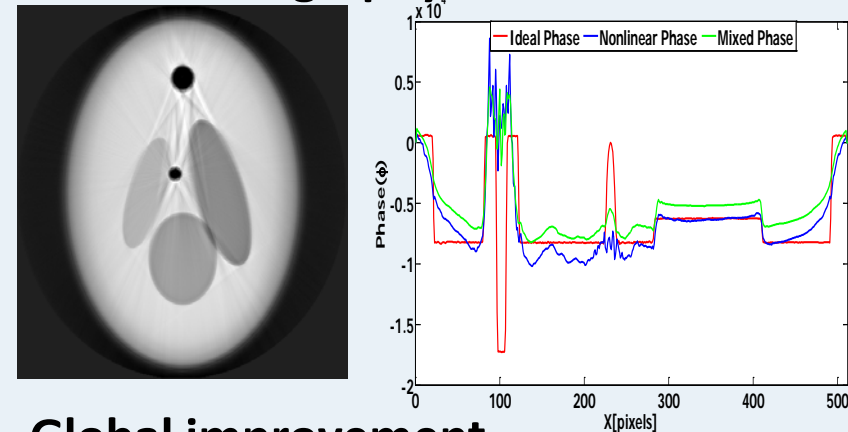 x 10
Ideal Phase Nonlinear Phase Mixed Phase
1
0.5
0
-0.5
-1
-1.5
-2
Phase(ϕ)
0 100 200 300 400 500
X[pixels]
Global improvement